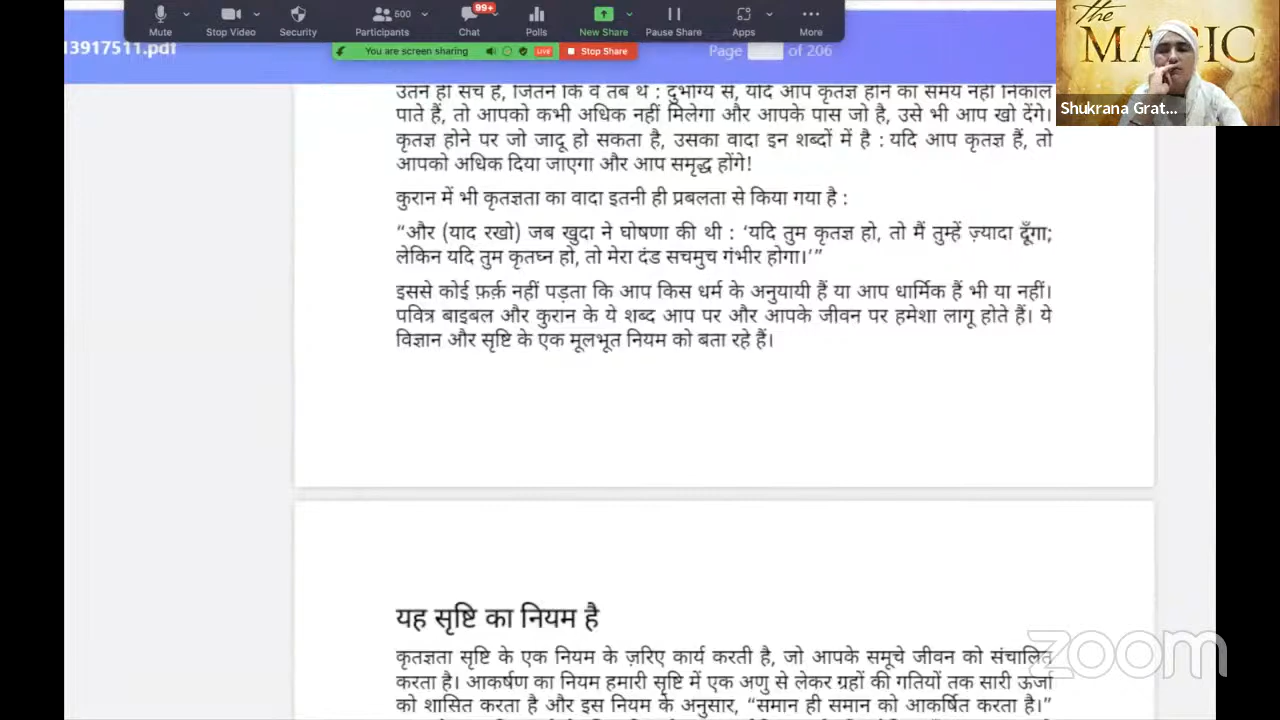 500
99+
Mute
Stop Video
Security
Participants
Chat
Polls
New Share
Pause Share
Apps
More
You are screen sharing
LIVE
Stop Share
13917511.pdf
Page
of 206
the
MAGIC
Shukrana Grat...
उतने ही सच हैं, जितने कि वे तब थे : दुर्भाग्य से, यदि आप कृतज्ञ होने का समय नहीं निकाल
पाते हैं, तो आपको कभी अधिक नहीं मिलेगा और आपके पास जो है, उसे भी आप खो देंगे।
कृतज्ञ होने पर जो जादू हो सकता है, उसका वादा इन शब्दों में है : यदि आप कृतज्ञ हैं, तो
आपको अधिक दिया जाएगा और आप समृद्ध होंगे!
कुरान में भी कृतज्ञता का वादा इतनी ही प्रबलता से किया गया है :
“और (याद रखो) जब खुदा ने घोषणा की थी : ‘यदि तुम कृतज्ञ हो, तो मैं तुम्हें ज़्यादा दूँगा;
लेकिन यदि तुम कृतघ्न हो, तो मेरा दंड सचमुच गंभीर होगा।’”
इससे कोई फ़र्क़ नहीं पड़ता कि आप किस धर्म के अनुयायी हैं या आप धार्मिक हैं भी या नहीं।
पवित्र बाइबल और कुरान के ये शब्द आप पर और आपके जीवन पर हमेशा लागू होते हैं। ये
विज्ञान और सृष्टि के एक मूलभूत नियम को बता रहे हैं।
यह सृष्टि का नियम है
कृतज्ञता सृष्टि के एक नियम के ज़रिए कार्य करती है, जो आपके समूचे जीवन को संचालित
करता है। आकर्षण का नियम हमारी सृष्टि में एक अणु से लेकर ग्रहों की गतियों तक सारी ऊर्जा
को शासित करता है और इस नियम के अनुसार, “समान ही समान को आकर्षित करता है।”
zoom